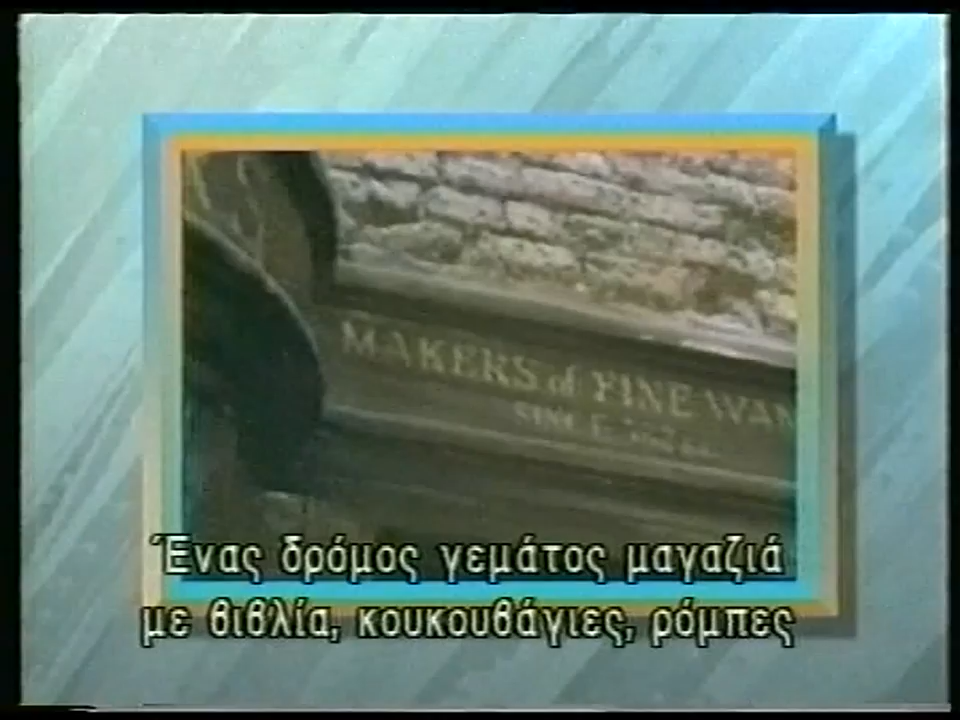 MAKERS of FINE WAN
Ένας δρόμος γεμάτος μαγαζιά
με βιβλία, κουκουβάγιες, ρόμπες